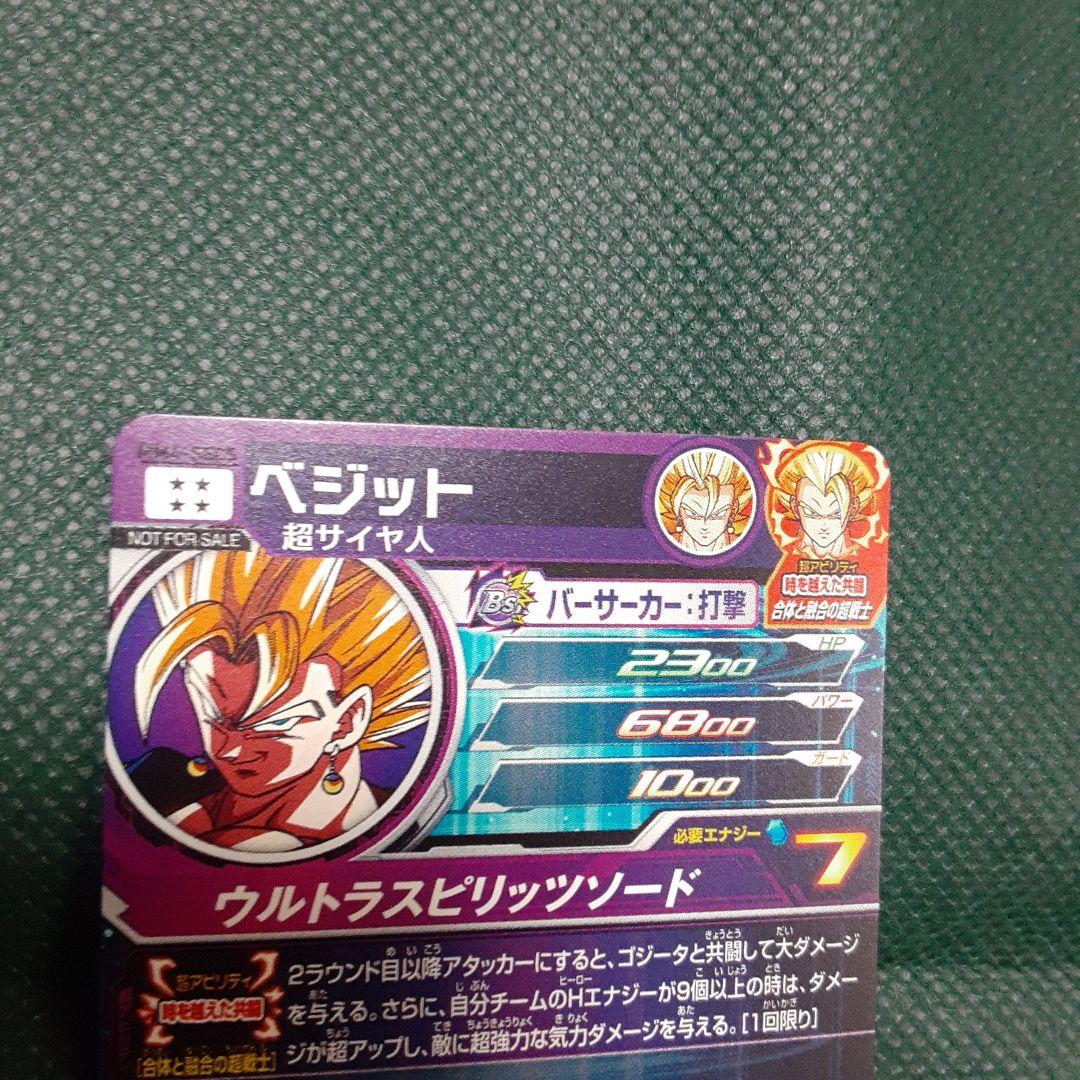 ★★
★★
ベジット
NOT FOR SALE
超サイヤ人
超アビリティ
時を越えた共闘
合体と融合の超戦士
Bs
バーサーカー:打撃
HP
2300
パワー
6800
ガード
1000
必要エナジー 7
ウルトラスピリッツソード
超アビリティ
時を越えた共闘
[合体と融合の超戦士]
2ラウンド目以降アタッカーにすると、ゴジータと共闘して大ダメージ
を与える。さらに、自分チームのHエナジーが9個以上の時は、ダメー
ジが超アップし、敵に超強力な気力ダメージを与える。[1回限り]